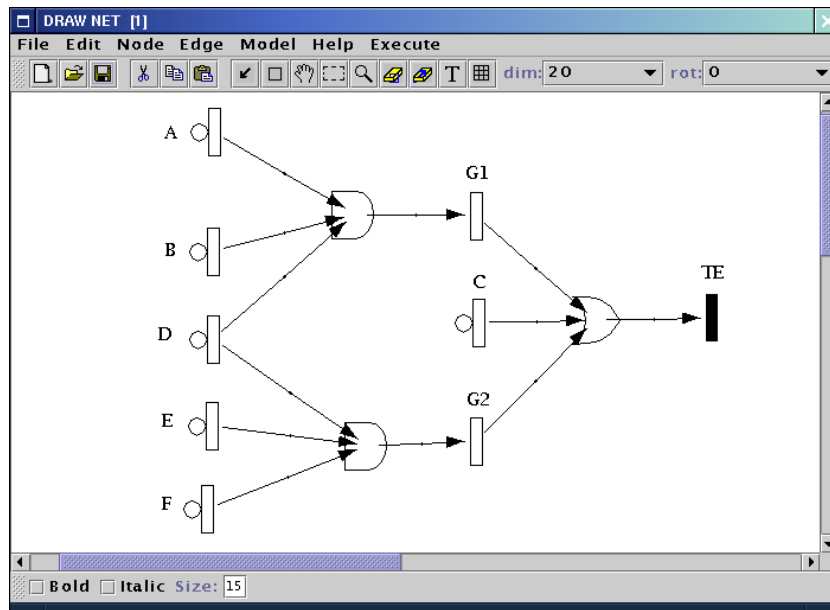 DRAW NET [1]
File Edit Node Edge Model Help Execute
T dim: 20 rot: 0
A
G1
B
C
TE
D
G2
E
F
Bold Italic Size: 15